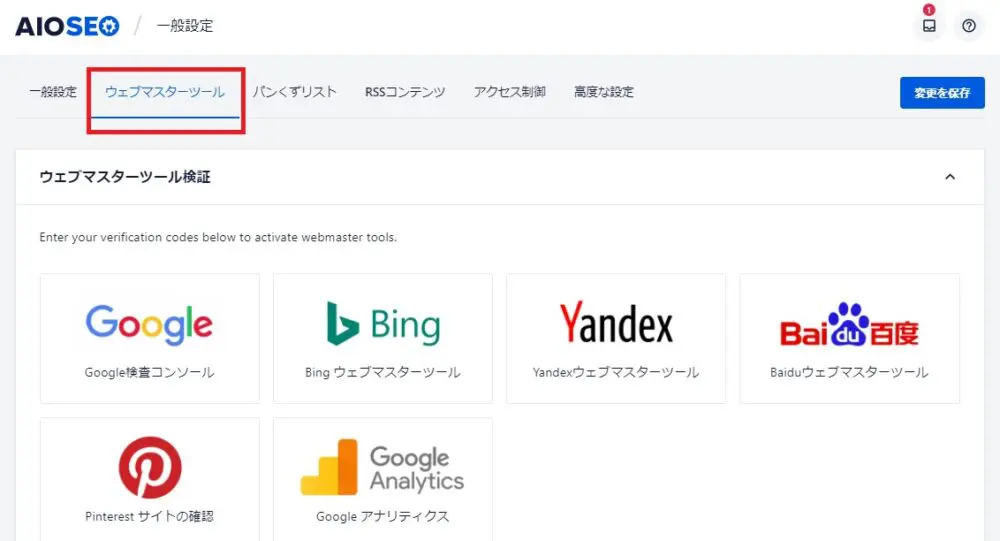 AIOSEO / 一般設定
1
一般設定 ウェブマスターツール パンくずリスト RSSコンテンツ アクセス制御 高度な設定 変更を保存
ウェブマスターツール検証
Enter your verification codes below to activate webmaster tools.
Google Bing Yandex Bai du 百度
Google検査コンソール Bing ウェブマスターツール Yandexウェブマスターツール Baiduウェブマスターツール
Google
Analytics
Pinterest サイトの確認 Google アナリティクス